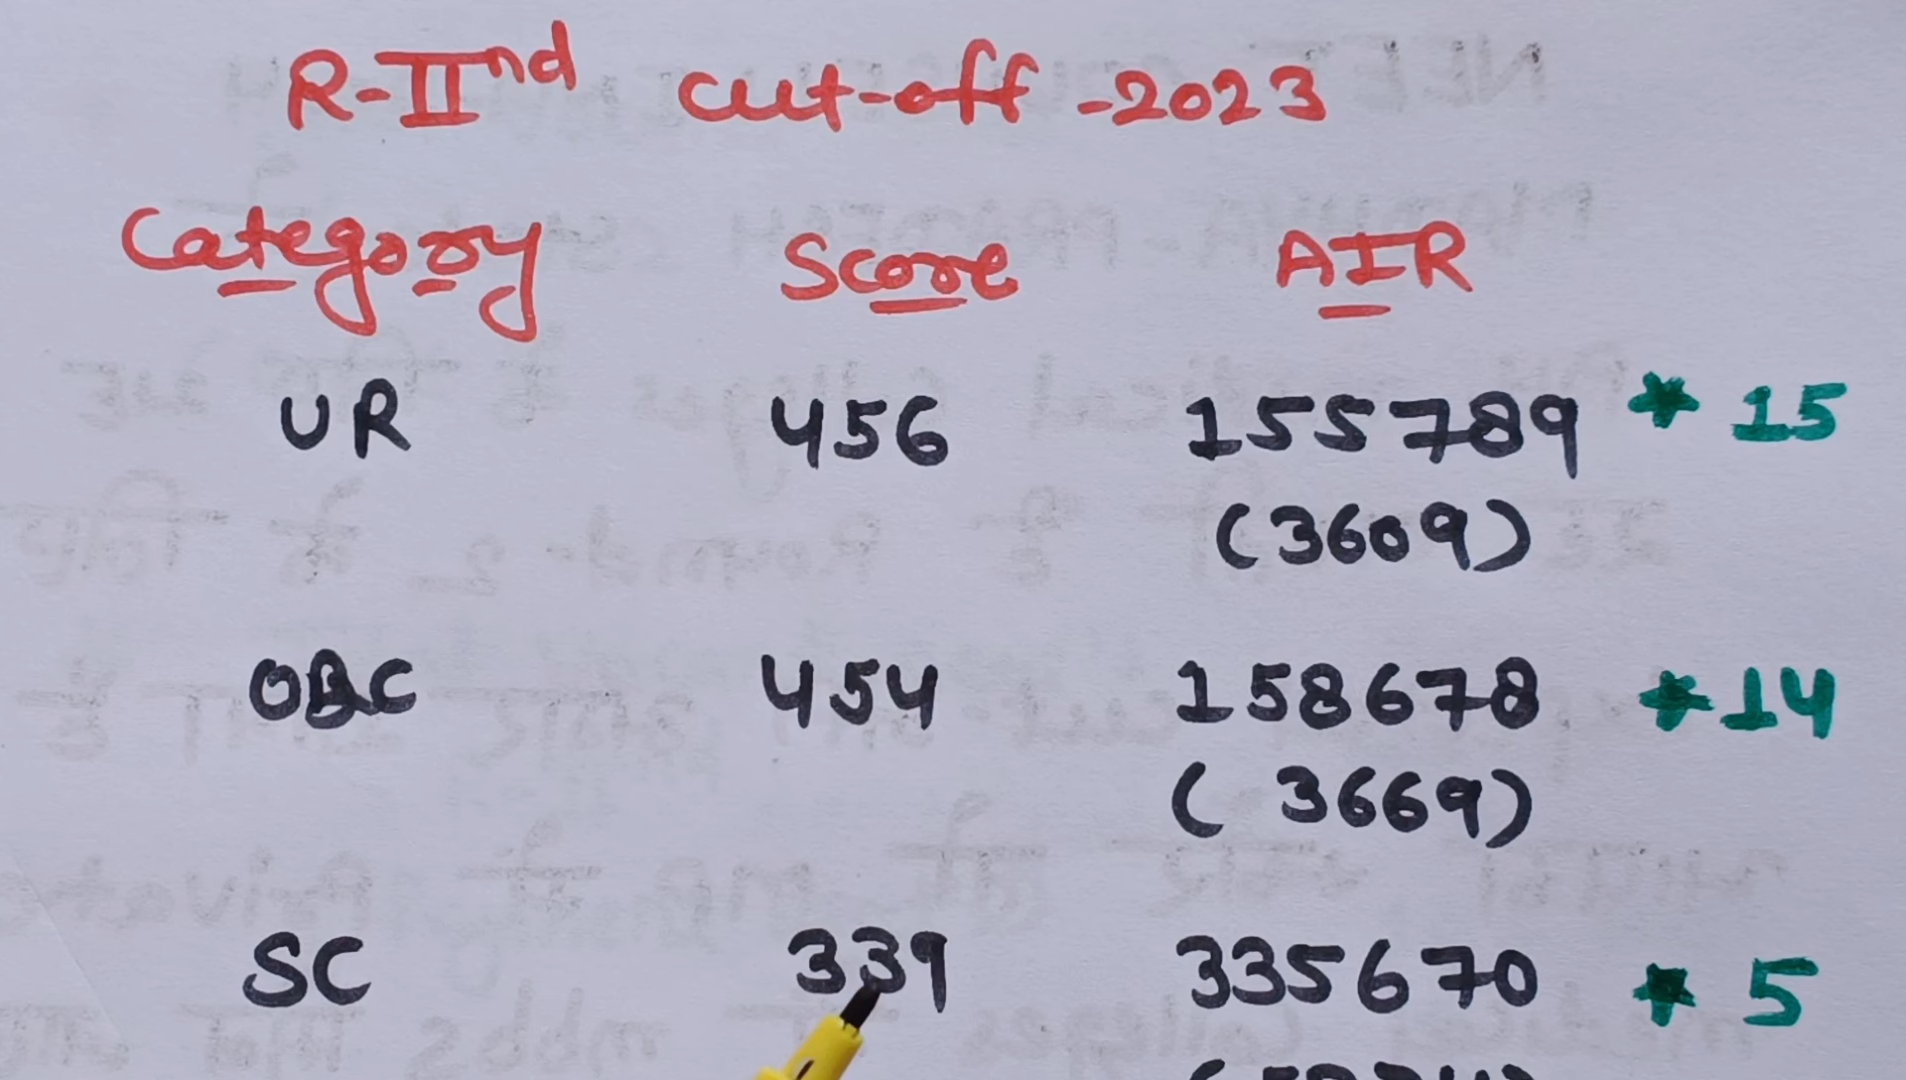 R-IInd cut-off -2023
Category Score AIR
UR 456 155789 * 15
(3609)
OBC 454 158678 * 14
(3669)
SC 339 335670 * 5